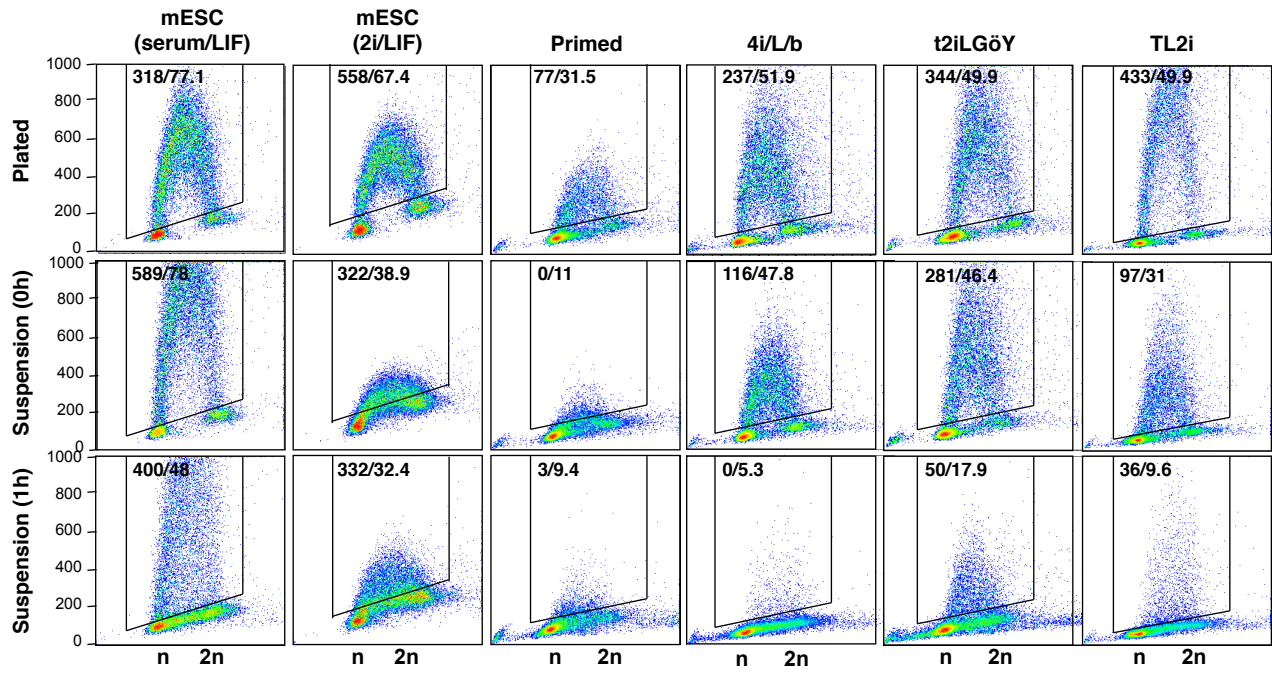 mESC
(serum/LIF)
mESC
(2i/LIF)
Primed
4i/L/b
t2iLGöY
TL2i
Plated
1000
800
600
400
200
0
318/77.1
558/67.4
77/31.5
237/51.9
344/49.9
433/49.9
Suspension (0h)
1000
800
600
400
200
0
589/78
322/38.9
0/11
116/47.8
281/46.4
97/31
Suspension (1h)
1000
800
600
400
200
0
400/48
332/32.4
3/9.4
0/5.3
50/17.9
36/9.6
n 2n
n 2n
n 2n
n 2n
n 2n
n 2n